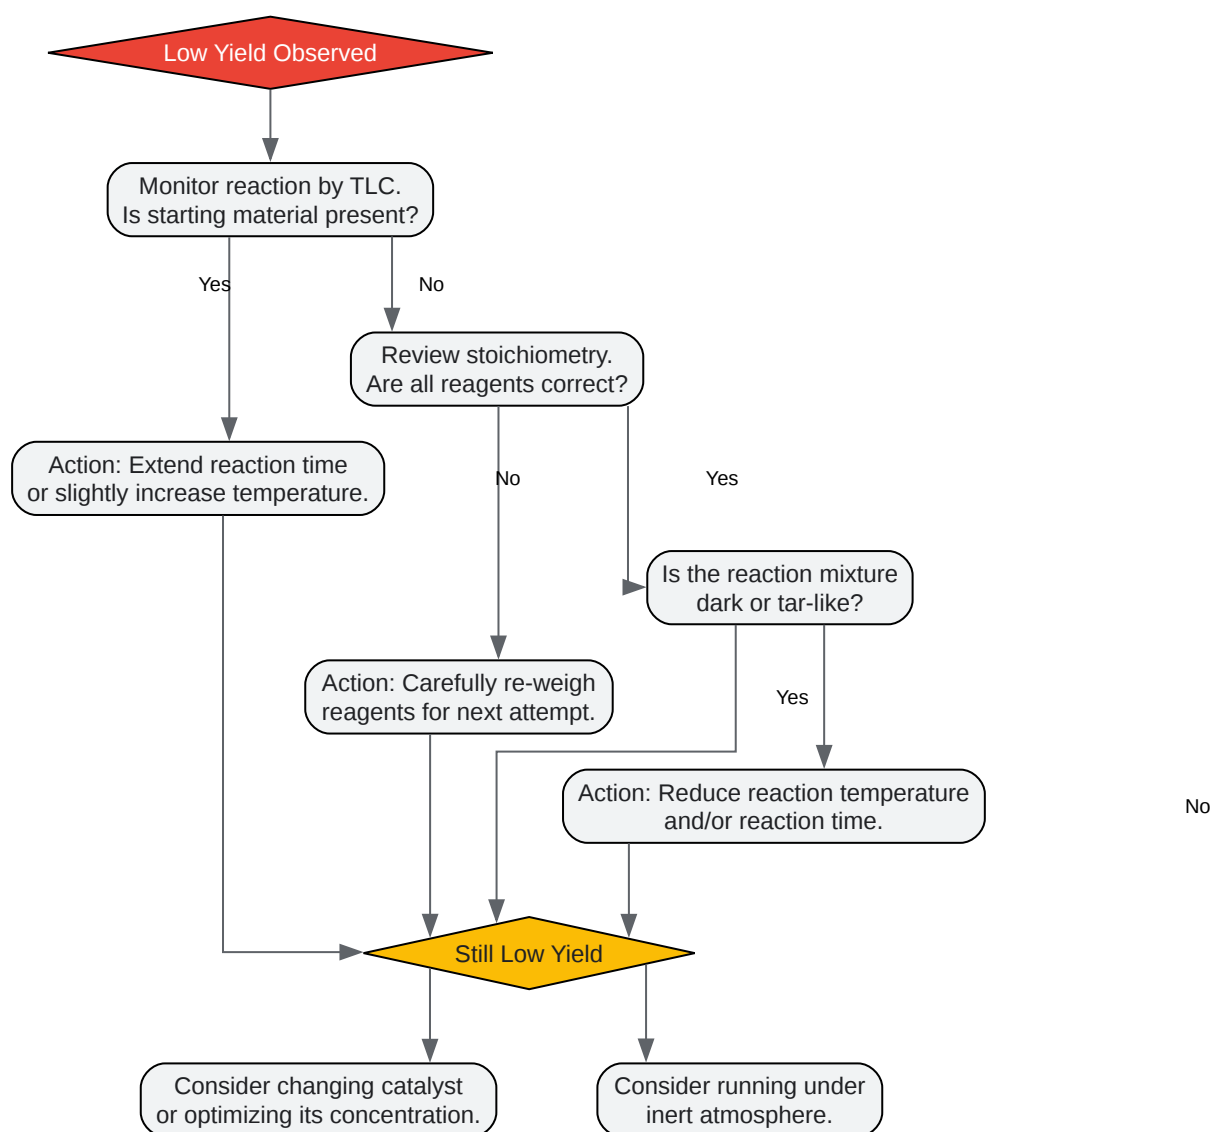 Low Yield Observed
Monitor reaction by TLC.
Is starting material present?
Yes
No
Review stoichiometry.
Are all reagents correct?
Action: Extend reaction time
or slightly increase temperature.
No
Yes
Is the reaction mixture
dark or tar-like?
Action: Carefully re-weigh
reagents for next attempt.
Yes
Action: Reduce reaction temperature
and/or reaction time.
No
Still Low Yield
Consider changing catalyst
or optimizing its concentration.
Consider running under
inert atmosphere.